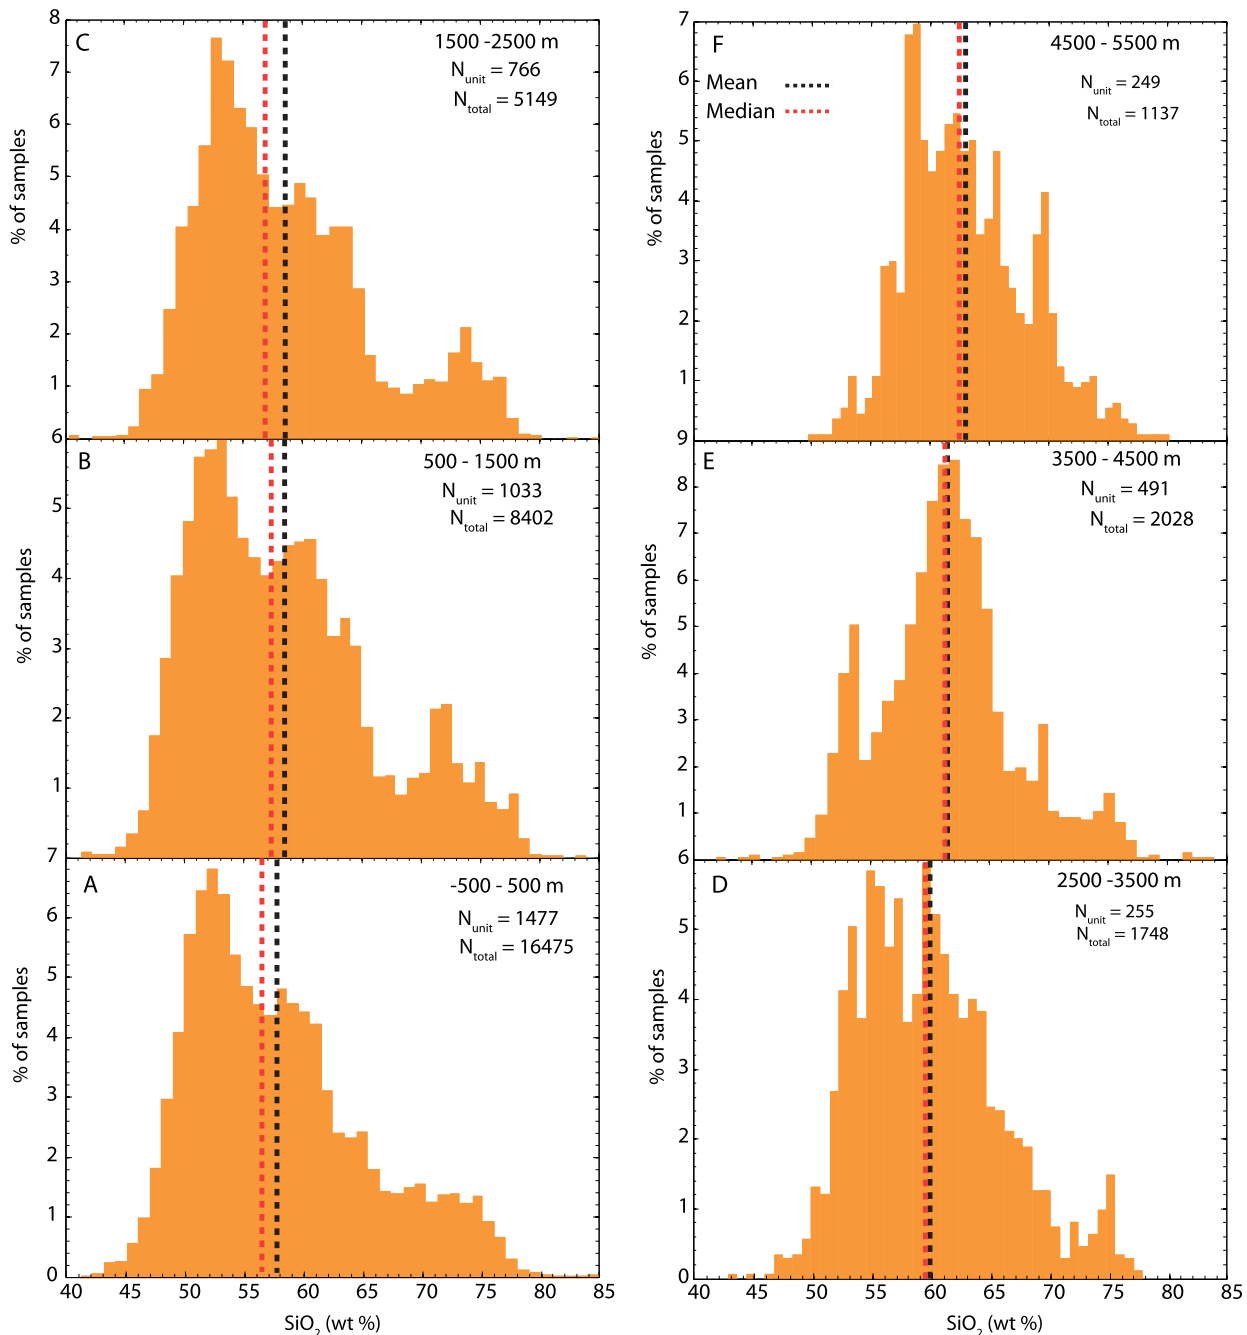 C
1500 -2500 m
N_unit = 766
N_total = 5149
% of samples
8
7
6
5
4
3
2
1
6
B
500 - 1500 m
N_unit = 1033
N_total = 8402
% of samples
5
4
3
2
1
7
A
-500 - 500 m
N_unit = 1477
N_total = 16475
% of samples
6
5
4
3
2
1
0
40 45 50 55 60 65 70 75 80 85
SiO₂ (wt %)
F
4500 - 5500 m
Mean
Median
N_unit = 249
N_total = 1137
% of samples
7
6
5
4
3
2
1
9
E
3500 - 4500 m
N_unit = 491
N_total = 2028
% of samples
8
7
6
5
4
3
2
1
6
D
2500 -3500 m
N_unit = 255
N_total = 1748
% of samples
5
4
3
2
1
0
40 45 50 55 60 65 70 75 80 85
SiO₂ (wt %)